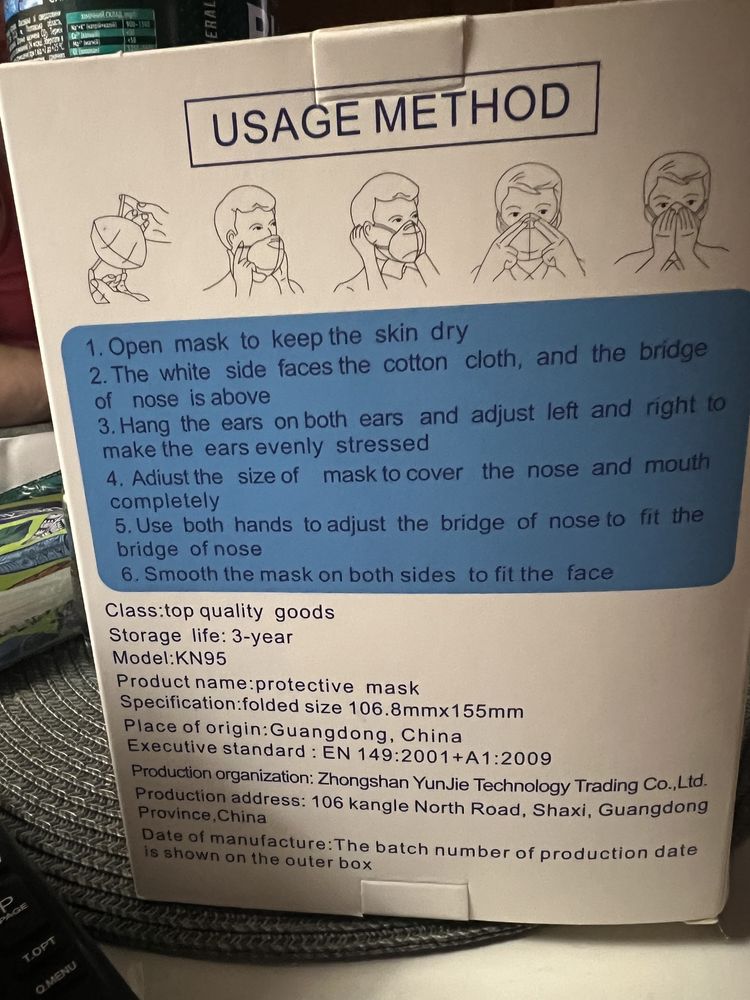 ХІМІЧНИЙ СКЛАД
ERAL
USAGE METHOD
1. Open mask to keep the skin dry
2. The white side faces the cotton cloth, and the bridge
of nose is above
3. Hang the ears on both ears and adjust left and right to
make the ears evenly stressed
4. Adiust the size of mask to cover the nose and mouth
completely
5. Use both hands to adjust the bridge of nose to fit the
bridge of nose
6. Smooth the mask on both sides to fit the face
Class:top quality goods
Storage life: 3-year
Model:KN95
Product name:protective mask
Specification:folded size 106.8mmx155mm
Place of origin:Guangdong, China
Executive standard : EN 149:2001+A1:2009
Production organization: Zhongshan YunJie Technology Trading Co.,Ltd.
Production address: 106 kangle North Road, Shaxi, Guangdong
Province,China
Date of manufacture:The batch number of production date
is shown on the outer box
P
PAGE
T.OPT
Q.MENU